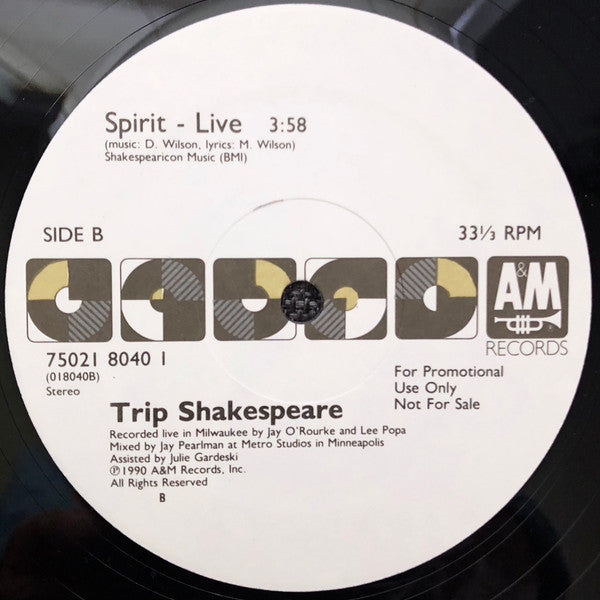 Spirit - Live 3:58
(music: D. Wilson, lyrics: M. Wilson)
Shakespearicon Music (BMI)
SIDE B
33⅓ RPM
A&M
RECORDS
75021 8040 1
(018040B)
Stereo
For Promotional
Use Only
Not For Sale
Trip Shakespeare
Recorded live in Milwaukee by Jay O'Rourke and Lee Popa
Mixed by Jay Pearlman at Metro Studios in Minneapolis
Assisted by Julie Gardeski
℗1990 A&M Records, Inc.
All Rights Reserved
B